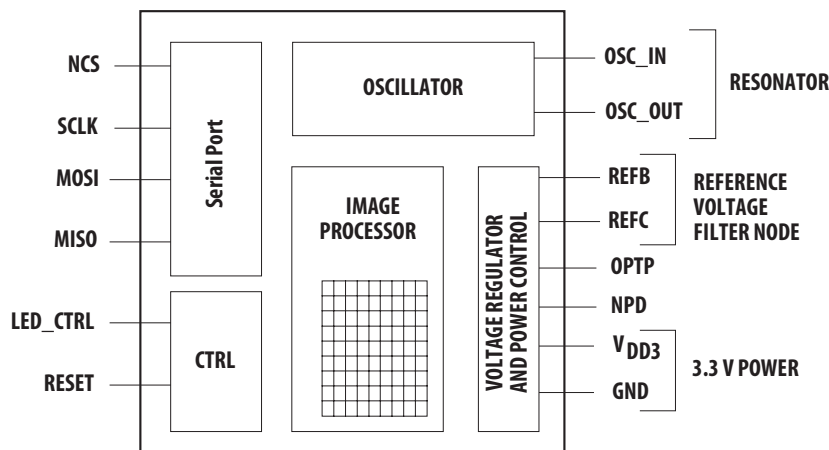 NCS
SCLK
MOSI
MISO
LED_CTRL
RESET
Serial Port
CTRL
OSCILLATOR
IMAGE
PROCESSOR
VOLTAGE REGULATOR
AND POWER CONTROL
OSC_IN
OSC_OUT
RESONATOR
REFB
REFC
REFERENCE
VOLTAGE
FILTER NODE
OPTP
NPD
VDD3
GND
3.3 V POWER